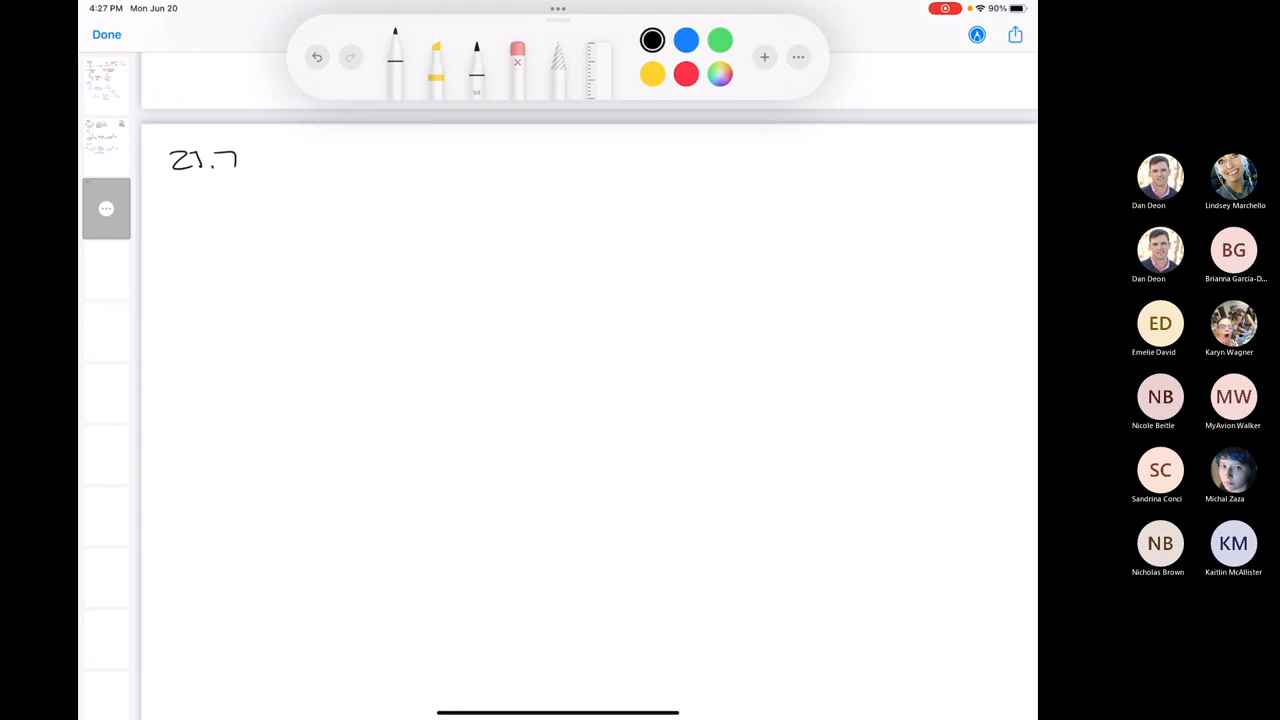 4:27 PM Mon Jun 20
90%
Done
21.7
Dan Deon
Lindsey Marchello
BG
Dan Deon
Brianna Garcia-D...
ED
Emelie David
Karyn Wagner
NB
MW
Nicole Beitle
MyAvion Walker
SC
Sandrina Conci
Michal Zaza
NB
KM
Nicholas Brown
Kaitlin McAllister